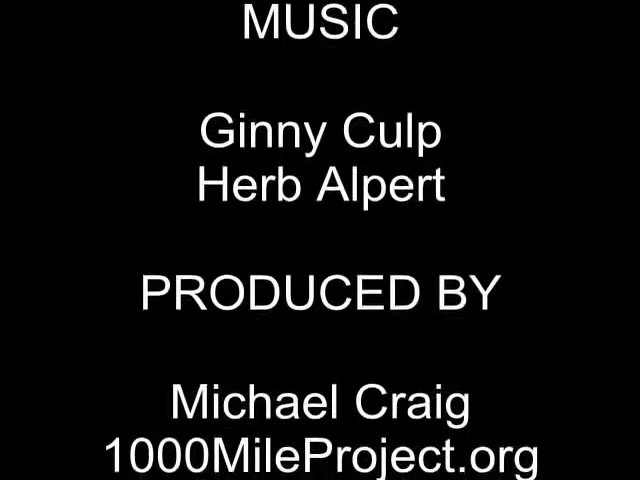 MUSIC
Ginny Culp
Herb Alpert
PRODUCED BY
Michael Craig
1000MileProject.org